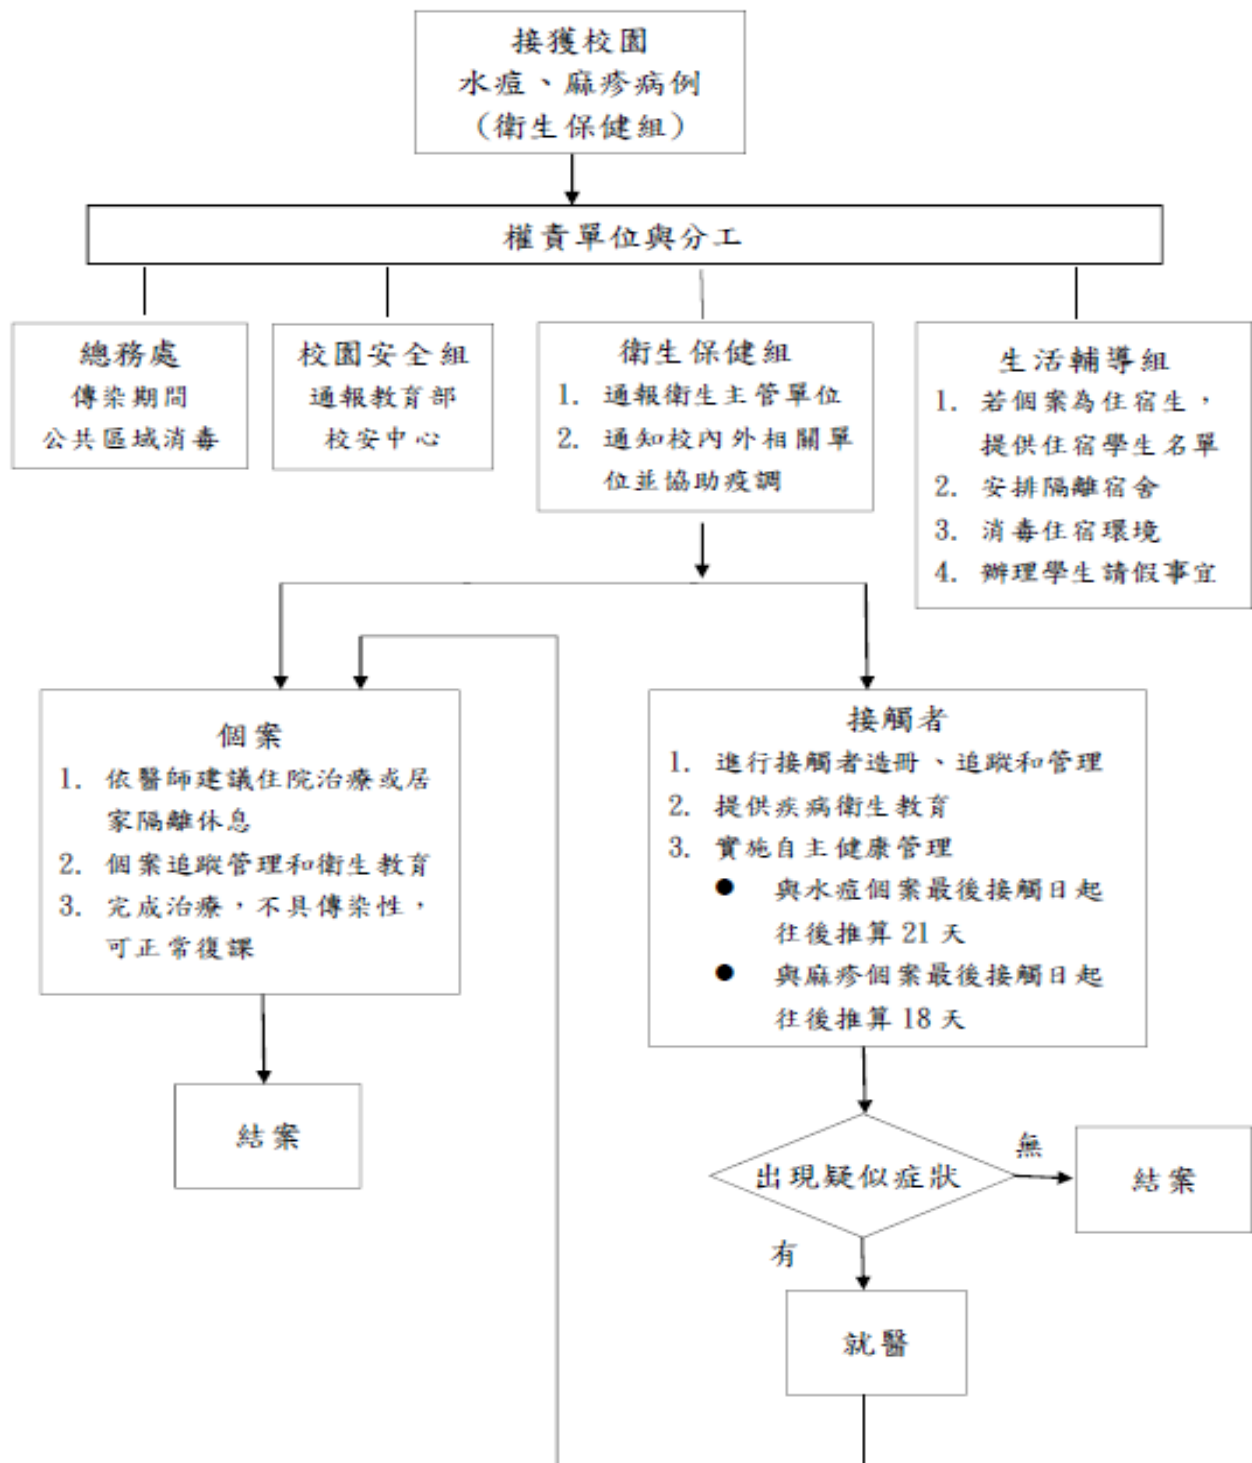 接獲校園
水痘、麻疹病例
(衛生保健組)
權責單位與分工
總務處
傳染期間
公共區域消毒
校園安全組
通報教育部
校安中心
衛生保健組
1. 通報衛生主管單位
2. 通知校內外相關單
位並協助疫調
生活輔導組
1. 若個案為住宿生，
提供住宿學生名單
2. 安排隔離宿舍
3. 消毒住宿環境
4. 辦理學生請假事宜
個案
1. 依醫師建議住院治療或居
家隔離休息
2. 個案追蹤管理和衛生教育
3. 完成治療，不具傳染性，
可正常復課
結案
接觸者
1. 進行接觸者造冊、追蹤和管理
2. 提供疾病衛生教育
3. 實施自主健康管理
● 與水痘個案最後接觸日起
往後推算 21 天
● 與麻疹個案最後接觸日起
往後推算 18 天
出現疑似症狀
無
結案
有
就醫